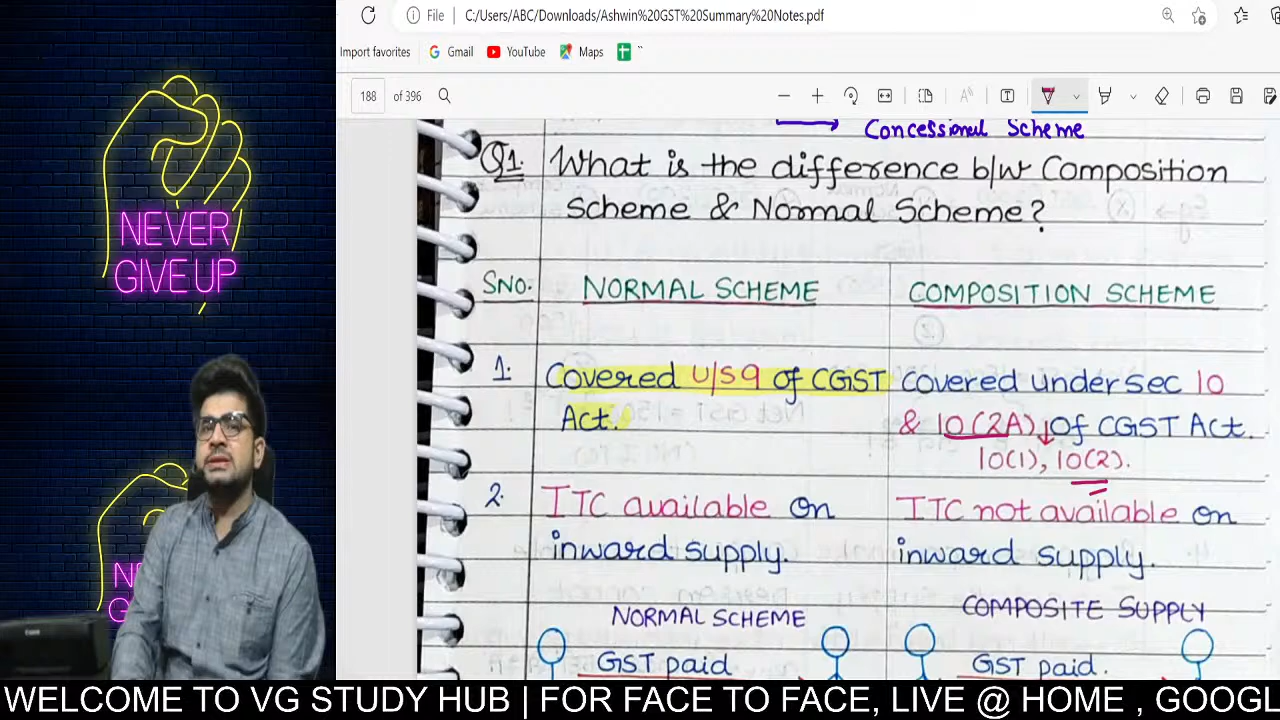 File C:/Users/ABC/Downloads/Ashwin%20GST%20Summary%20Notes.pdf
Import favorites Gmail YouTube Maps
188 of 396
Concessional Scheme
Q1. What is the difference b/w Composition
Scheme & Normal Scheme?
SNO. NORMAL SCHEME COMPOSITION SCHEME
1. Covered U/S 9 of CGST covered under sec 10
Act. & 10(2A) of CGST Act.
10(1), 10(2).
2. ITC available on ITC not available on
inward supply. inward supply.
NORMAL SCHEME COMPOSITE SUPPLY
GST paid GST paid.
NEVER
GIVE UP
WELCOME TO VG STUDY HUB | FOR FACE TO FACE, LIVE @ HOME , GOOGL